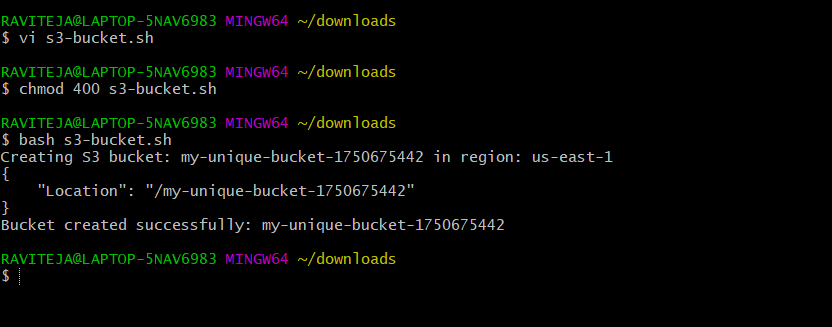 RAVITEJA@LAPTOP-5NAV6983 MINGW64 ~/downloads
$ vi s3-bucket.sh
RAVITEJA@LAPTOP-5NAV6983 MINGW64 ~/downloads
$ chmod 400 s3-bucket.sh
RAVITEJA@LAPTOP-5NAV6983 MINGW64 ~/downloads
$ bash s3-bucket.sh
Creating S3 bucket: my-unique-bucket-1750675442 in region: us-east-1
{
    "Location": "/my-unique-bucket-1750675442"
}
Bucket created successfully: my-unique-bucket-1750675442
RAVITEJA@LAPTOP-5NAV6983 MINGW64 ~/downloads
$